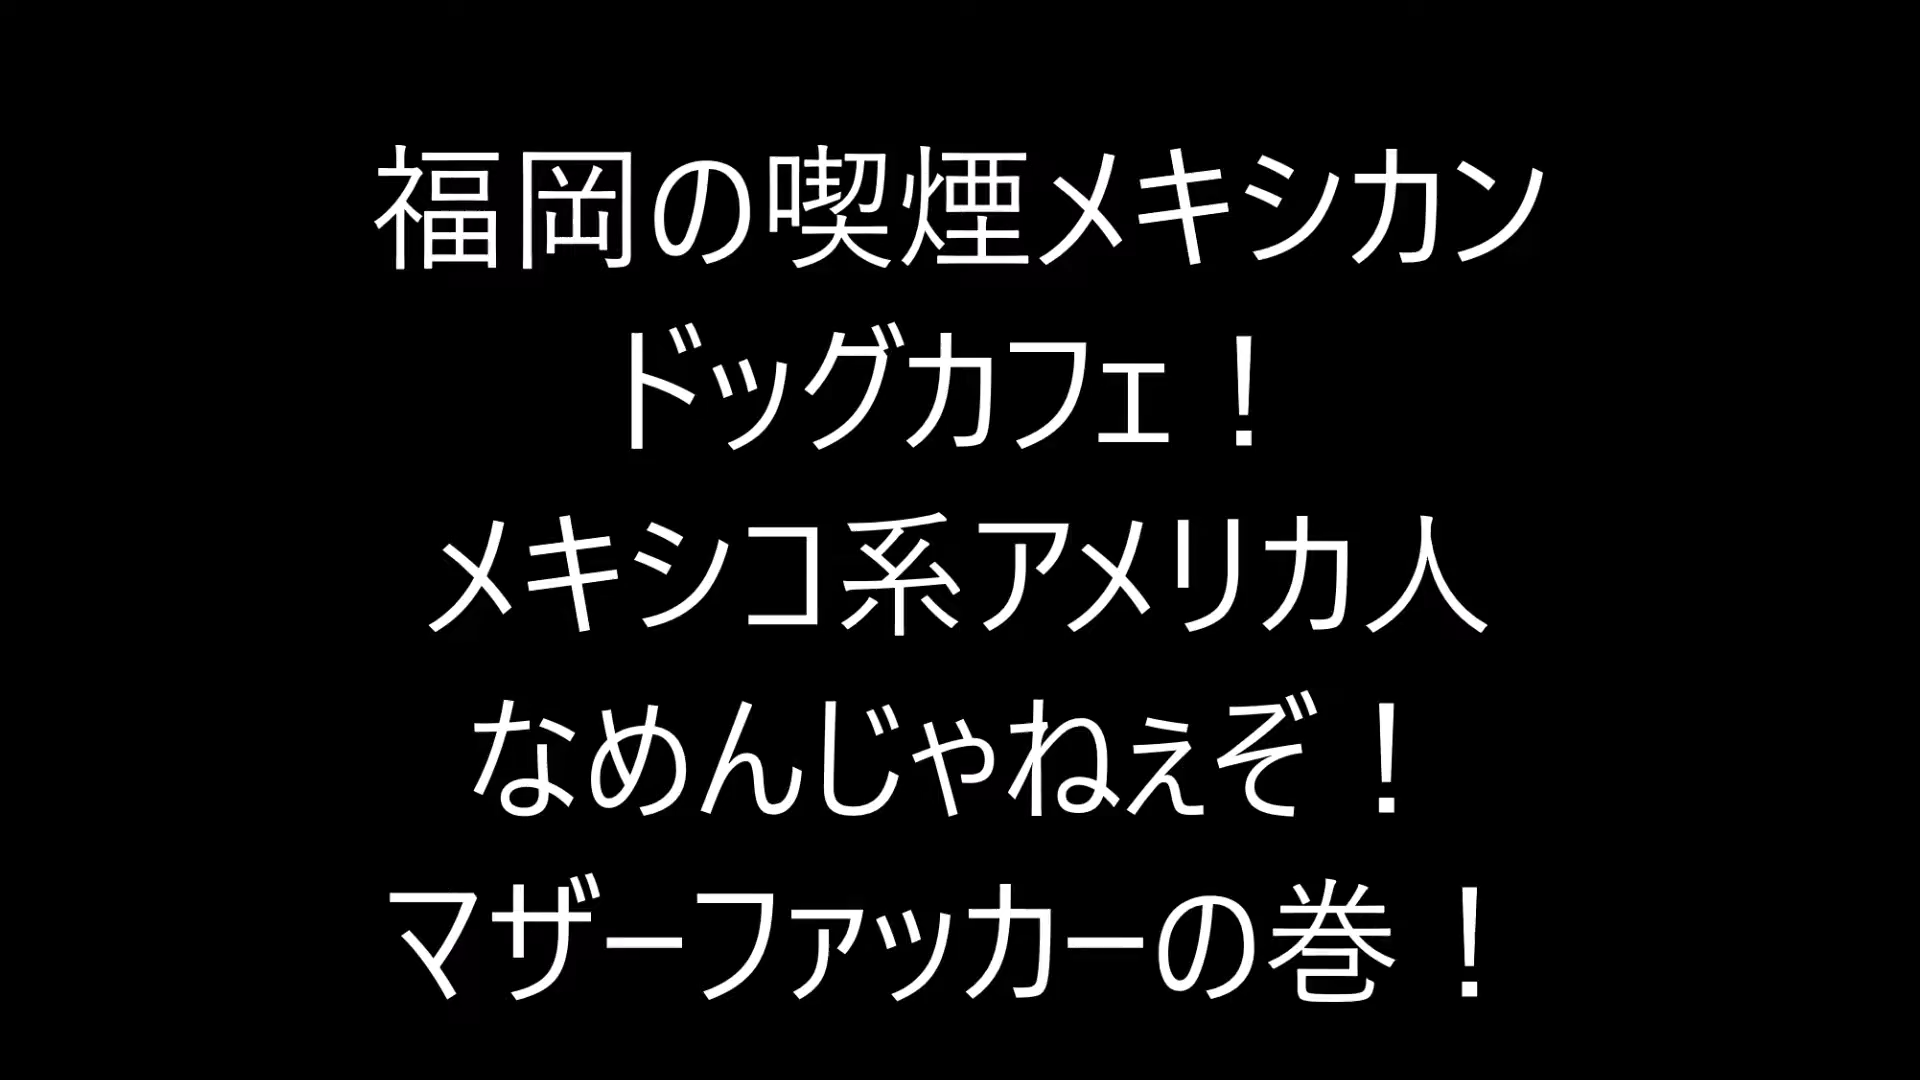 福岡の喫煙メキシカン
ドッグカフェ！
メキシコ系アメリカ人
なめんじゃねぇぞ！
マザーファッカーの巻！